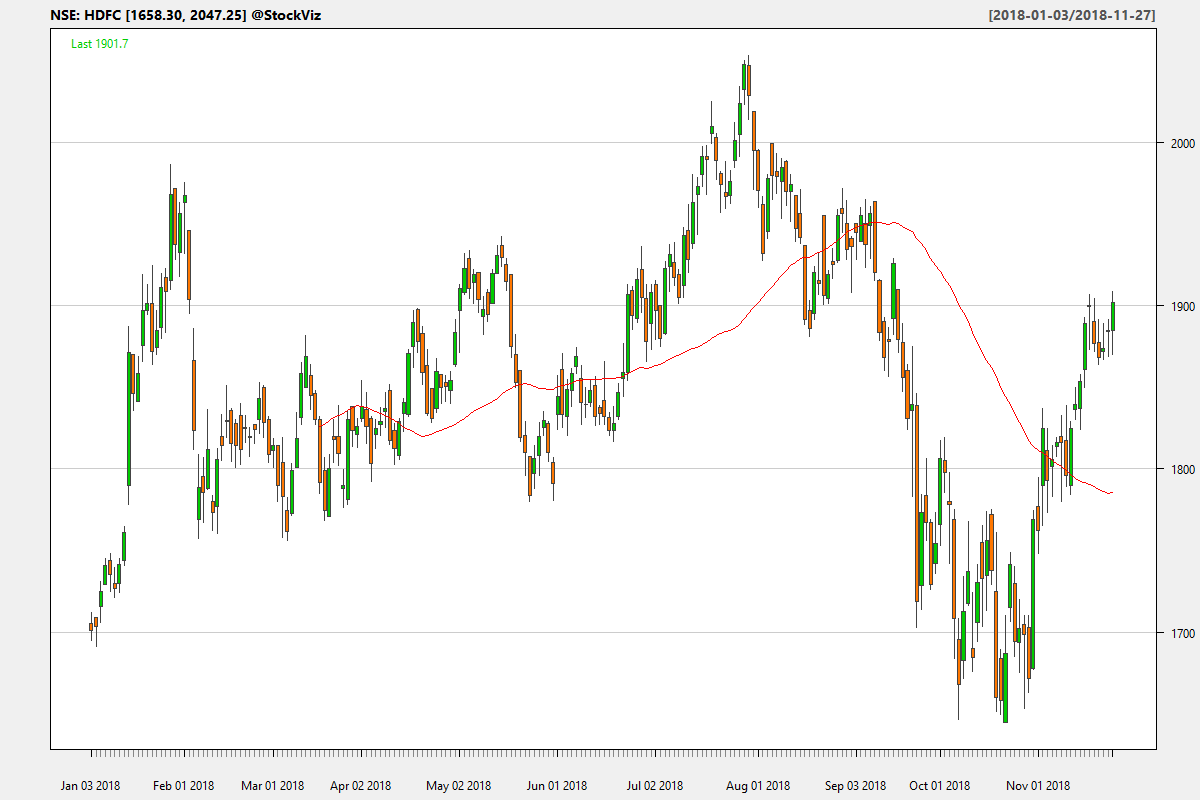 NSE: HDFC [1658.30, 2047.25] @StockViz
[2018-01-03/2018-11-27]
Last 1901.7
2000
1900
1800
1700
Jan 03 2018 Feb 01 2018 Mar 01 2018 Apr 02 2018 May 02 2018 Jun 01 2018 Jul 02 2018 Aug 01 2018 Sep 03 2018 Oct 01 2018 Nov 01 2018